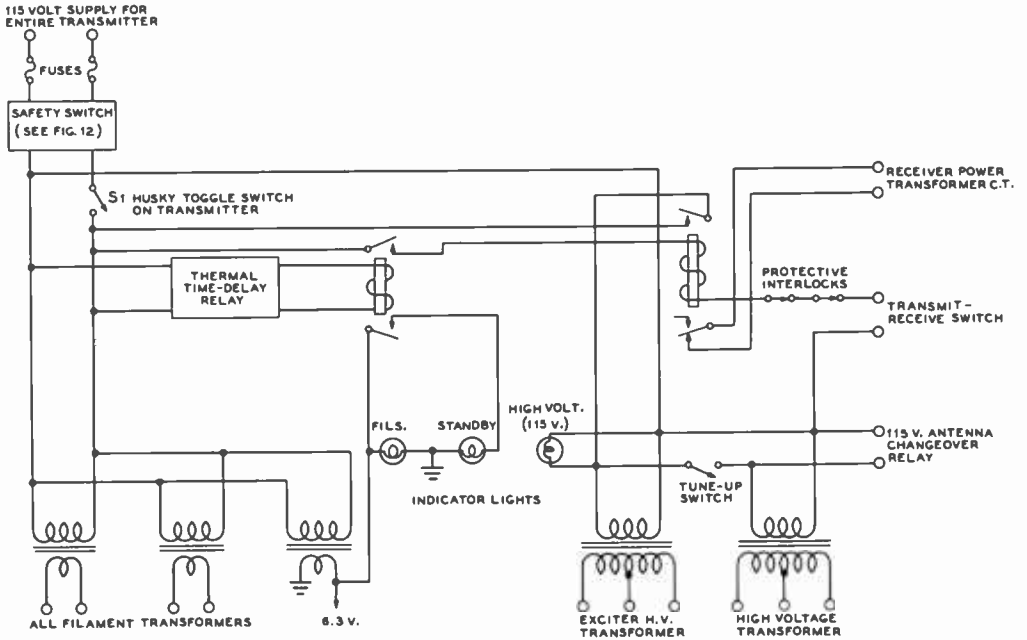 115 VOLT SUPPLY FOR
ENTIRE TRANSMITTER
FUSES
SAFETY SWITCH
(SEE FIG. 12)
S1 HUSKY TOGGLE SWITCH
ON TRANSMITTER
RECEIVER POWER
TRANSFORMER C.T.
THERMAL
TIME-DELAY
RELAY
PROTECTIVE
INTERLOCKS
TRANSMIT-
RECEIVE SWITCH
HIGH VOLT.
(115 V.)
FILS.
STANDBY
115 V. ANTENNA
CHANGEOVER
RELAY
TUNE-UP
SWITCH
INDICATOR LIGHTS
ALL FILAMENT TRANSFORMERS
6.3 V.
EXCITER H.V.
TRANSFORMER
HIGH VOLTAGE
TRANSFORMER